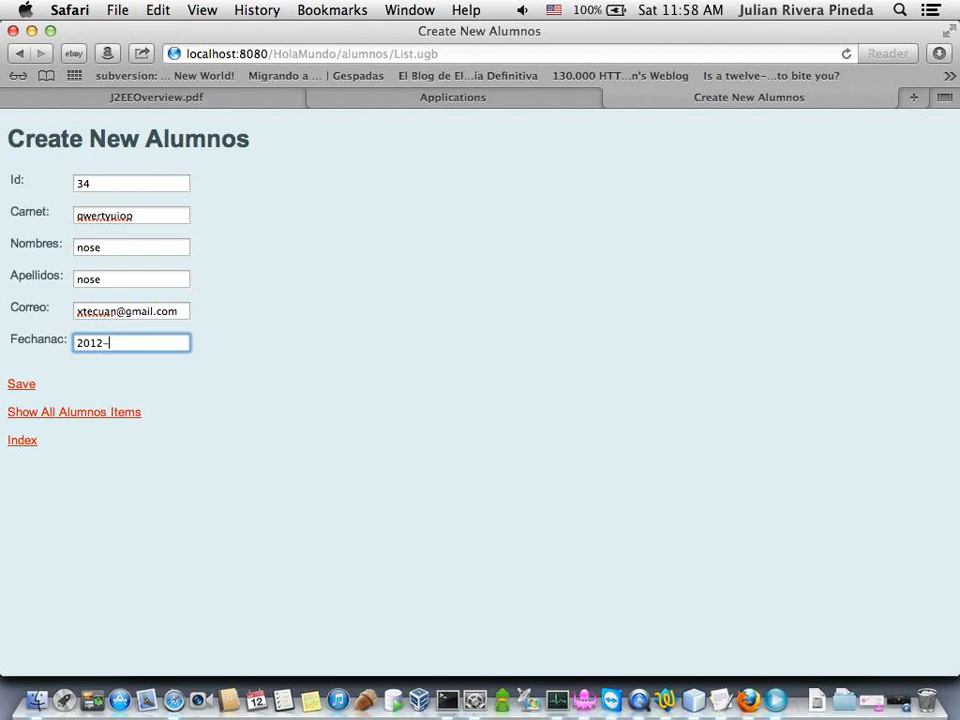 Safari File Edit View History Bookmarks Window Help 100% Sat 11:58 AM Julian Rivera Pineda
Create New Alumnos
ebay localhost:8080/HolaMundo/alumnos/List.ugb Reader
subversion: ... New World! Migrando a ... | Gespadas El Blog de El...ía Definitiva 130.000 HTT...n's Weblog Is a twelve-...to bite you?
J2EEOverview.pdf Applications Create New Alumnos
Create New Alumnos
Id: 34
Carnet: qwertyuiop
Nombres: nose
Apellidos: nose
Correo: xtecuan@gmail.com
Fechanac: 2012-
Save
Show All Alumnos Items
Index
12